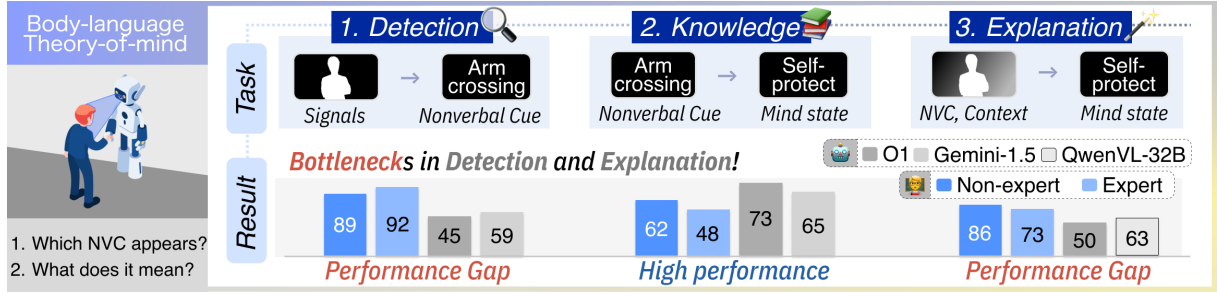 Body-language
Theory-of-mind
1. Which NVC appears?
2. What does it mean?
Task
Result
1. Detection
Signals
→
Arm
crossing
Nonverbal Cue
2. Knowledge
Arm
crossing
Nonverbal Cue
→
Self-
protect
Mind state
3. Explanation
NVC, Context
→
Self-
protect
Mind state
Bottlenecks in Detection and Explanation!
O1 Gemini-1.5 QwenVL-32B
Non-expert Expert
89 92 45 59
Performance Gap
62 48 73 65
High performance
86 73 50 63
Performance Gap